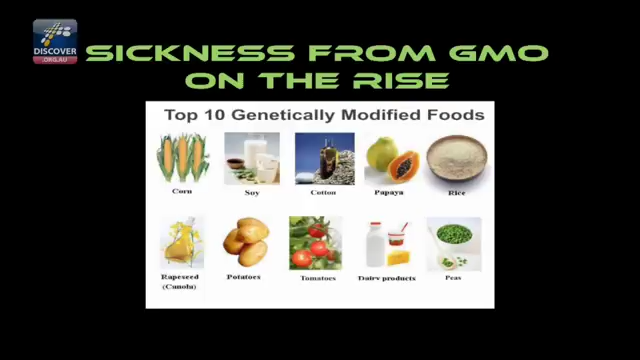 DISCOVER
.ORG.AU
SICKNESS FROM GMO
ON THE RISE
Top 10 Genetically Modified Foods
Corn
Soy
Cotton
Papaya
Rice
Rapeseed
(Canola)
Potatoes
Tomatoes
Dairy products
Peas